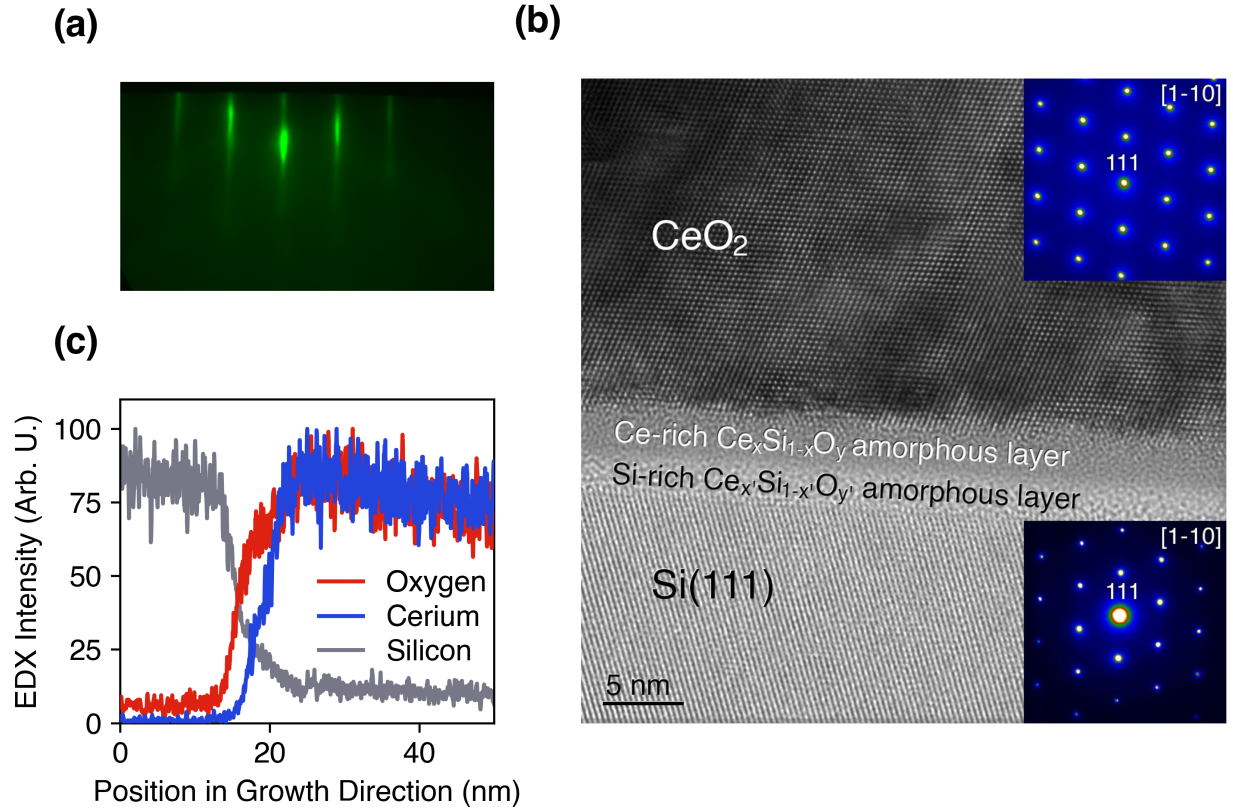 (a)
(b)
[1-10]
111
CeO₂
Ce-rich CeₓSi₁₋ₓOᵧ amorphous layer
Si-rich Ceₓ'Si₁₋ₓ'Oᵧ' amorphous layer
[1-10]
111
Si(111)
5 nm
(c)
EDX Intensity (Arb. U.)
100
75
50
25
0
Oxygen
Cerium
Silicon
0 20 40
Position in Growth Direction (nm)